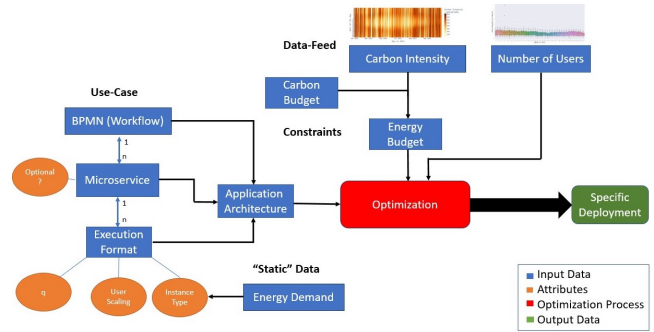 Data-Feed
Carbon Intensity
Number of Users
Carbon
Budget
Use-Case
BPMN (Workflow)
Constraints
Energy
Budget
1
n
Optional
?
Microservice
Application
Architecture
Optimization
Specific
Deployment
1
n
Execution
Format
"Static" Data
q
User
Scaling
Instance
Type
Energy Demand
Input Data
Attributes
Optimization Process
Output Data